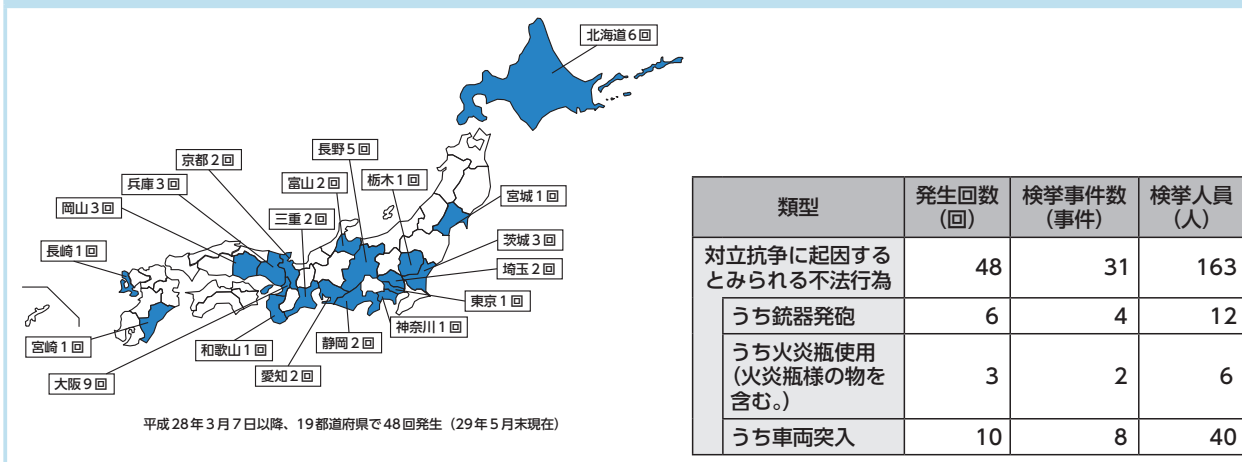 北海道6回
長野5回
京都2回
栃木1回
兵庫3回
富山2回
宮城1回
岡山3回
三重2回
茨城3回
長崎1回
埼玉2回
東京1回
神奈川1回
宮崎1回
和歌山1回
静岡2回
愛知2回
大阪9回
平成28年3月7日以降、19都道府県で48回発生（29年5月末現在）
類型
発生回数
（回）
検挙事件数
（事件）
検挙人員
（人）
対立抗争に起因する
とみられる不法行為
48
31
163
うち銃器発砲
6
4
12
うち火炎瓶使用
（火炎瓶様の物を
含む。）
3
2
6
うち車両突入
10
8
40